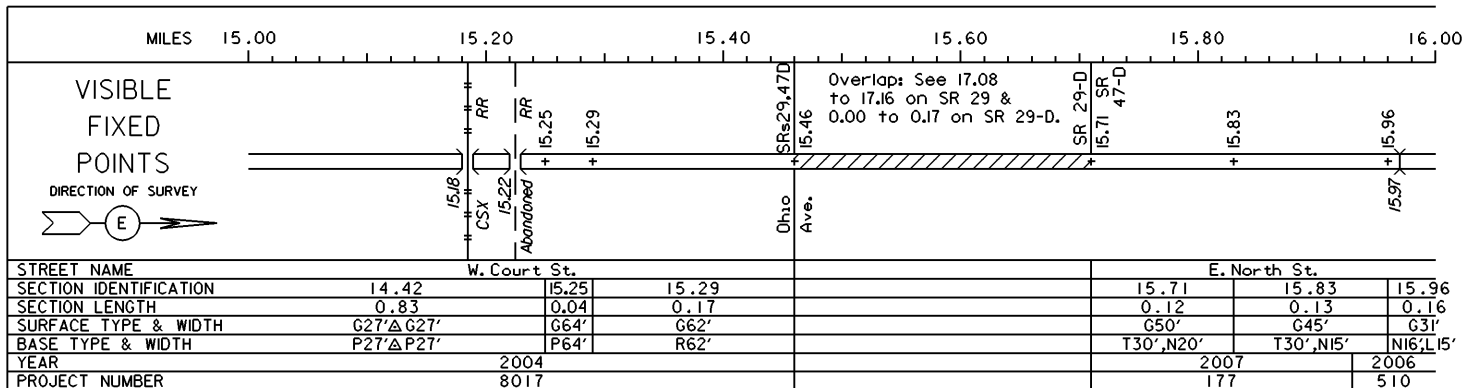 MILES 15.00 15.20 15.40 15.60 15.80 16.00
VISIBLE
FIXED
POINTS
DIRECTION OF SURVEY
E
15.18
CSX
RR
15.22
Abandoned
RR
15.25
15.29
SRs29,47D
15.46
Ohio
Ave.
Overlap: See 17.08
to 17.16 on SR 29 &
0.00 to 0.17 on SR 29-D.
SR 29-D
15.71 SR
47-D
15.83
15.96
15.97
STREET NAME W. Court St. E. North St.
SECTION IDENTIFICATION 14.42 15.25 15.29 15.71 15.83 15.96
SECTION LENGTH 0.83 0.04 0.17 0.12 0.13 0.16
SURFACE TYPE & WIDTH G27'△G27' G64' G62' G50' G45' G31'
BASE TYPE & WIDTH P27'△P27' P64' R62' T30',N20' T30',N15' N16',L15'
YEAR 2004 2007 2006
PROJECT NUMBER 8017 177 510